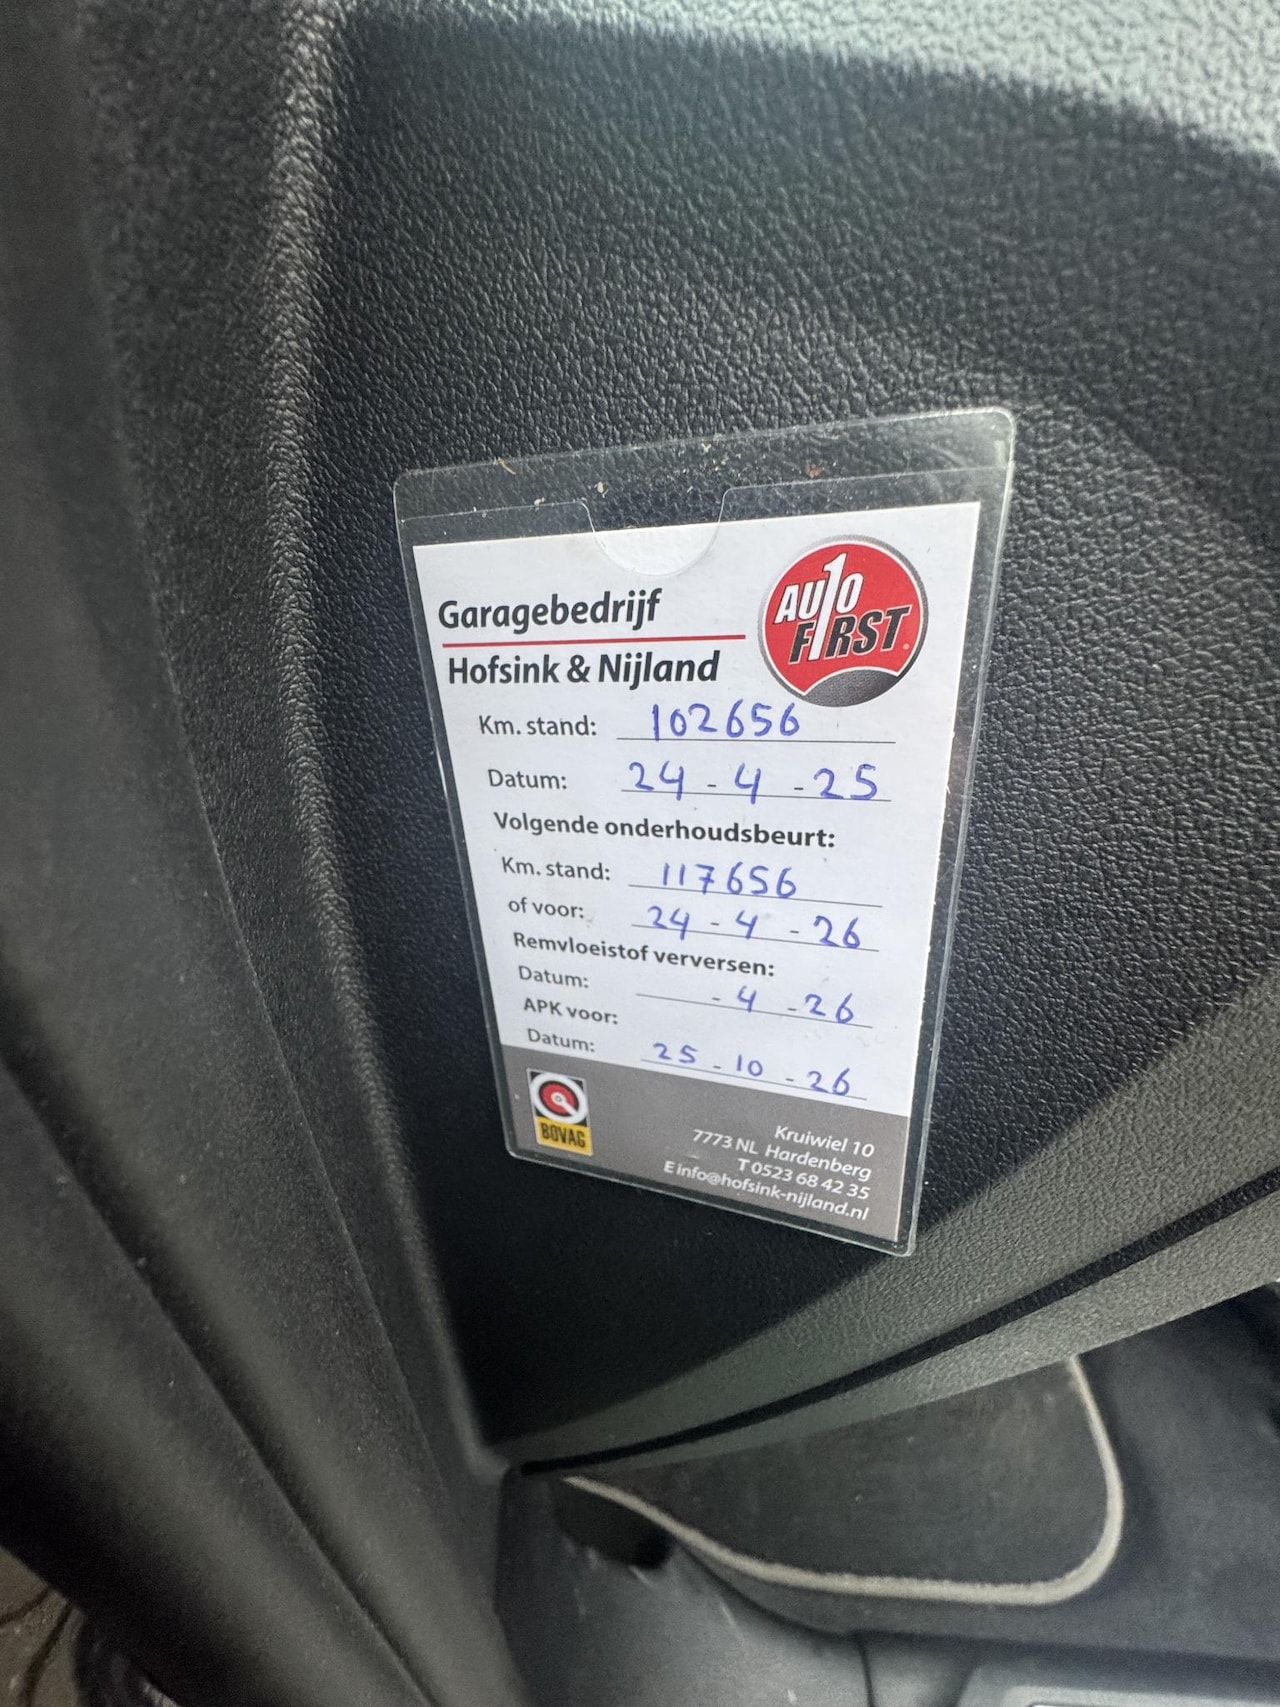 Garagebedrijf
Hofsink & Nijland
AUTO
FIRST
Km. stand: 102656
Datum: 24-4-25
Volgende onderhoudsbeurt:
Km. stand: 117656
of voor: 24-4-26
Remvloeistof verversen:
Datum: -4-26
APK voor:
Datum: 25-10-26
BOVAG
Kruiwiel 10
7773 NL Hardenberg
T 0523 68 42 35
E info@hofsink-nijland.nl